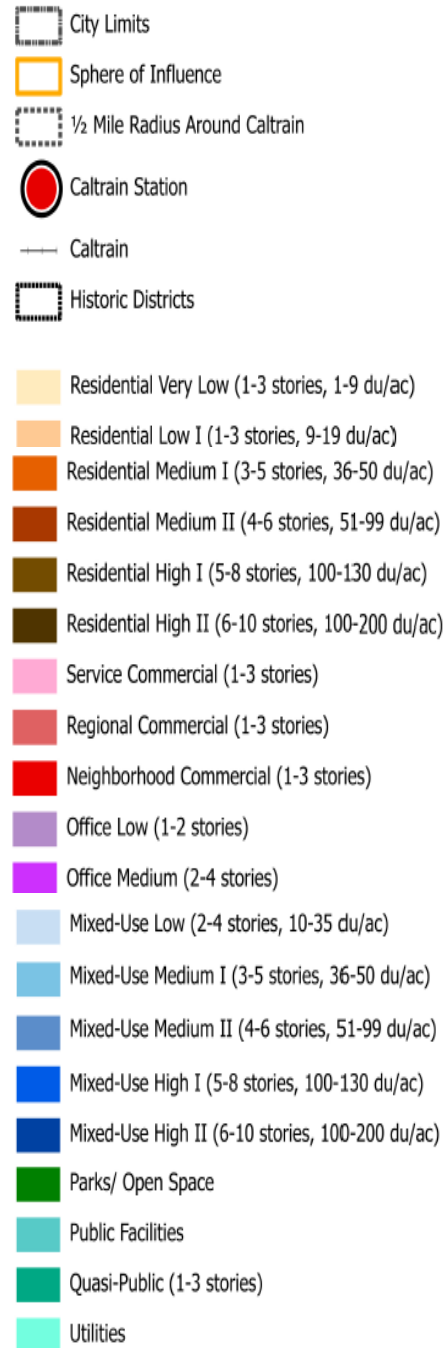 City Limits
Sphere of Influence
½ Mile Radius Around Caltrain
Caltrain Station
Caltrain
Historic Districts
Residential Very Low (1-3 stories, 1-9 du/ac)
Residential Low I (1-3 stories, 9-19 du/ac)
Residential Medium I (3-5 stories, 36-50 du/ac)
Residential Medium II (4-6 stories, 51-99 du/ac)
Residential High I (5-8 stories, 100-130 du/ac)
Residential High II (6-10 stories, 100-200 du/ac)
Service Commercial (1-3 stories)
Regional Commercial (1-3 stories)
Neighborhood Commercial (1-3 stories)
Office Low (1-2 stories)
Office Medium (2-4 stories)
Mixed-Use Low (2-4 stories, 10-35 du/ac)
Mixed-Use Medium I (3-5 stories, 36-50 du/ac)
Mixed-Use Medium II (4-6 stories, 51-99 du/ac)
Mixed-Use High I (5-8 stories, 100-130 du/ac)
Mixed-Use High II (6-10 stories, 100-200 du/ac)
Parks/ Open Space
Public Facilities
Quasi-Public (1-3 stories)
Utilities